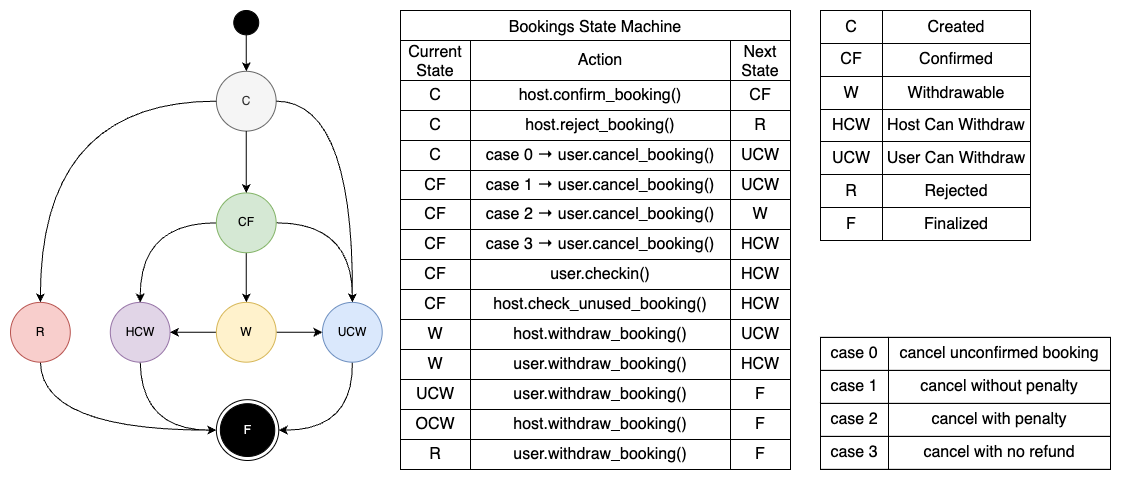 C
CF
R
HCW
W
UCW
F
Bookings State Machine
Current State Action Next State
C host.confirm_booking() CF
C host.reject_booking() R
C case 0 → user.cancel_booking() UCW
CF case 1 → user.cancel_booking() UCW
CF case 2 → user.cancel_booking() W
CF case 3 → user.cancel_booking() HCW
CF user.checkin() HCW
CF host.check_unused_booking() HCW
W host.withdraw_booking() UCW
W user.withdraw_booking() HCW
UCW user.withdraw_booking() F
OCW host.withdraw_booking() F
R user.withdraw_booking() F
C Created
CF Confirmed
W Withdrawable
HCW Host Can Withdraw
UCW User Can Withdraw
R Rejected
F Finalized
case 0 cancel unconfirmed booking
case 1 cancel without penalty
case 2 cancel with penalty
case 3 cancel with no refund